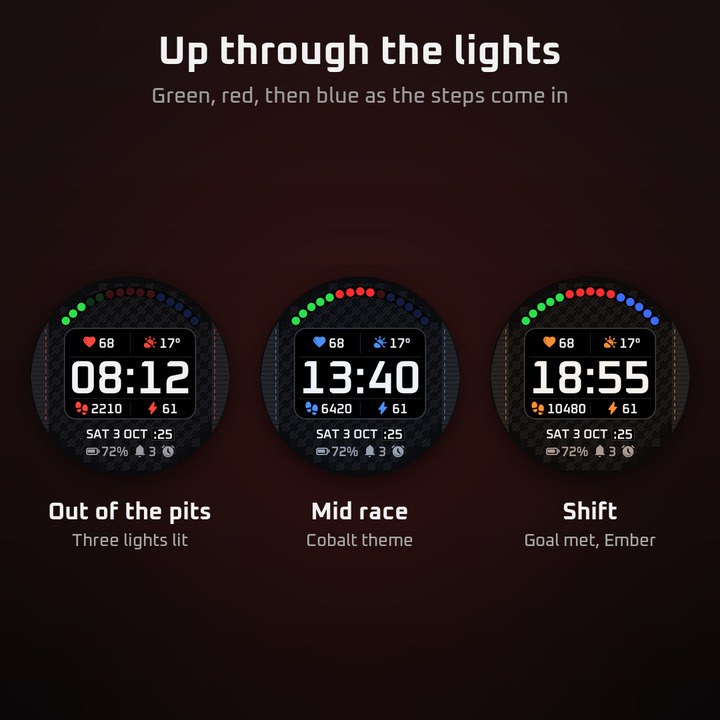 Up through the lights
Green, red, then blue as the steps come in
68 17°
08:12
2210 61
SAT 3 OCT :25
72% 3
Out of the pits
Three lights lit
68 17°
13:40
6420 61
SAT 3 OCT :25
72% 3
Mid race
Cobalt theme
68 17°
18:55
10480 61
SAT 3 OCT :25
72% 3
Shift
Goal met, Ember